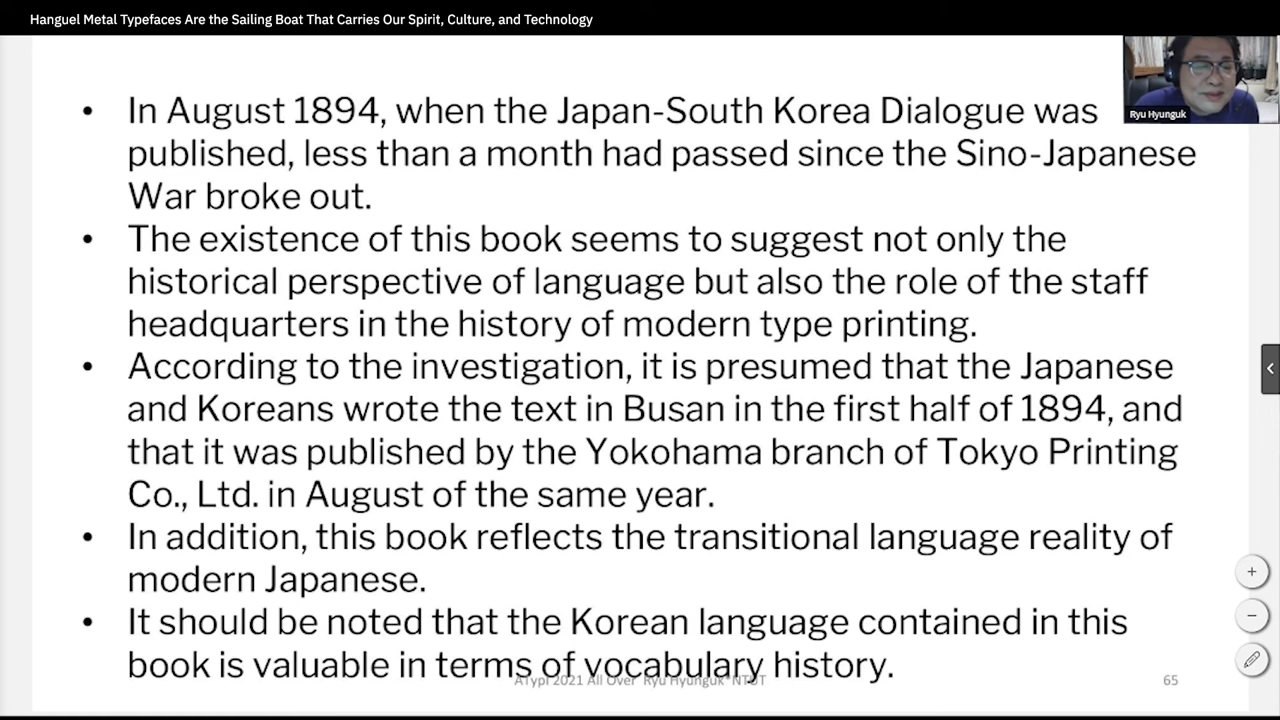 Hanguel Metal Typefaces Are the Sailing Boat That Carries Our Spirit, Culture, and Technology
• In August 1894, when the Japan-South Korea Dialogue was
published, less than a month had passed since the Sino-Japanese
War broke out.
• The existence of this book seems to suggest not only the
historical perspective of language but also the role of the staff
headquarters in the history of modern type printing.
• According to the investigation, it is presumed that the Japanese
and Koreans wrote the text in Busan in the first half of 1894, and
that it was published by the Yokohama branch of Tokyo Printing
Co., Ltd. in August of the same year.
• In addition, this book reflects the transitional language reality of
modern Japanese.
• It should be noted that the Korean language contained in this
book is valuable in terms of vocabulary history.
ATypI 2021 All Over Ryu Hyunguk*NTUT
65
Ryu Hyunguk